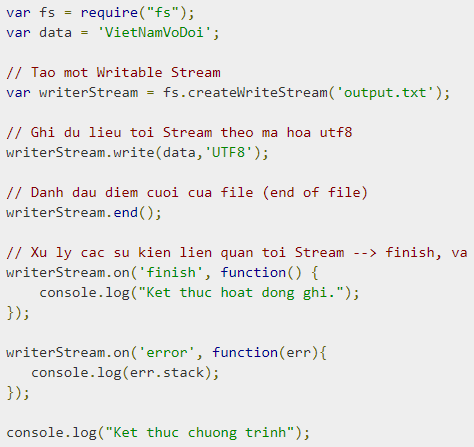 var fs = require("fs");
var data = 'VietNamVoDoi';
// Tao mot Writable Stream
var writerStream = fs.createWriteStream('output.txt');
// Ghi du lieu toi Stream theo ma hoa utf8
writerStream.write(data,'UTF8');
// Danh dau diem cuoi cua file (end of file)
writerStream.end();
// Xu ly cac su kien lien quan toi Stream --> finish, va
writerStream.on('finish', function() {
    console.log("Ket thuc hoat dong ghi.");
});
writerStream.on('error', function(err){
   console.log(err.stack);
});
console.log("Ket thuc chuong trinh");